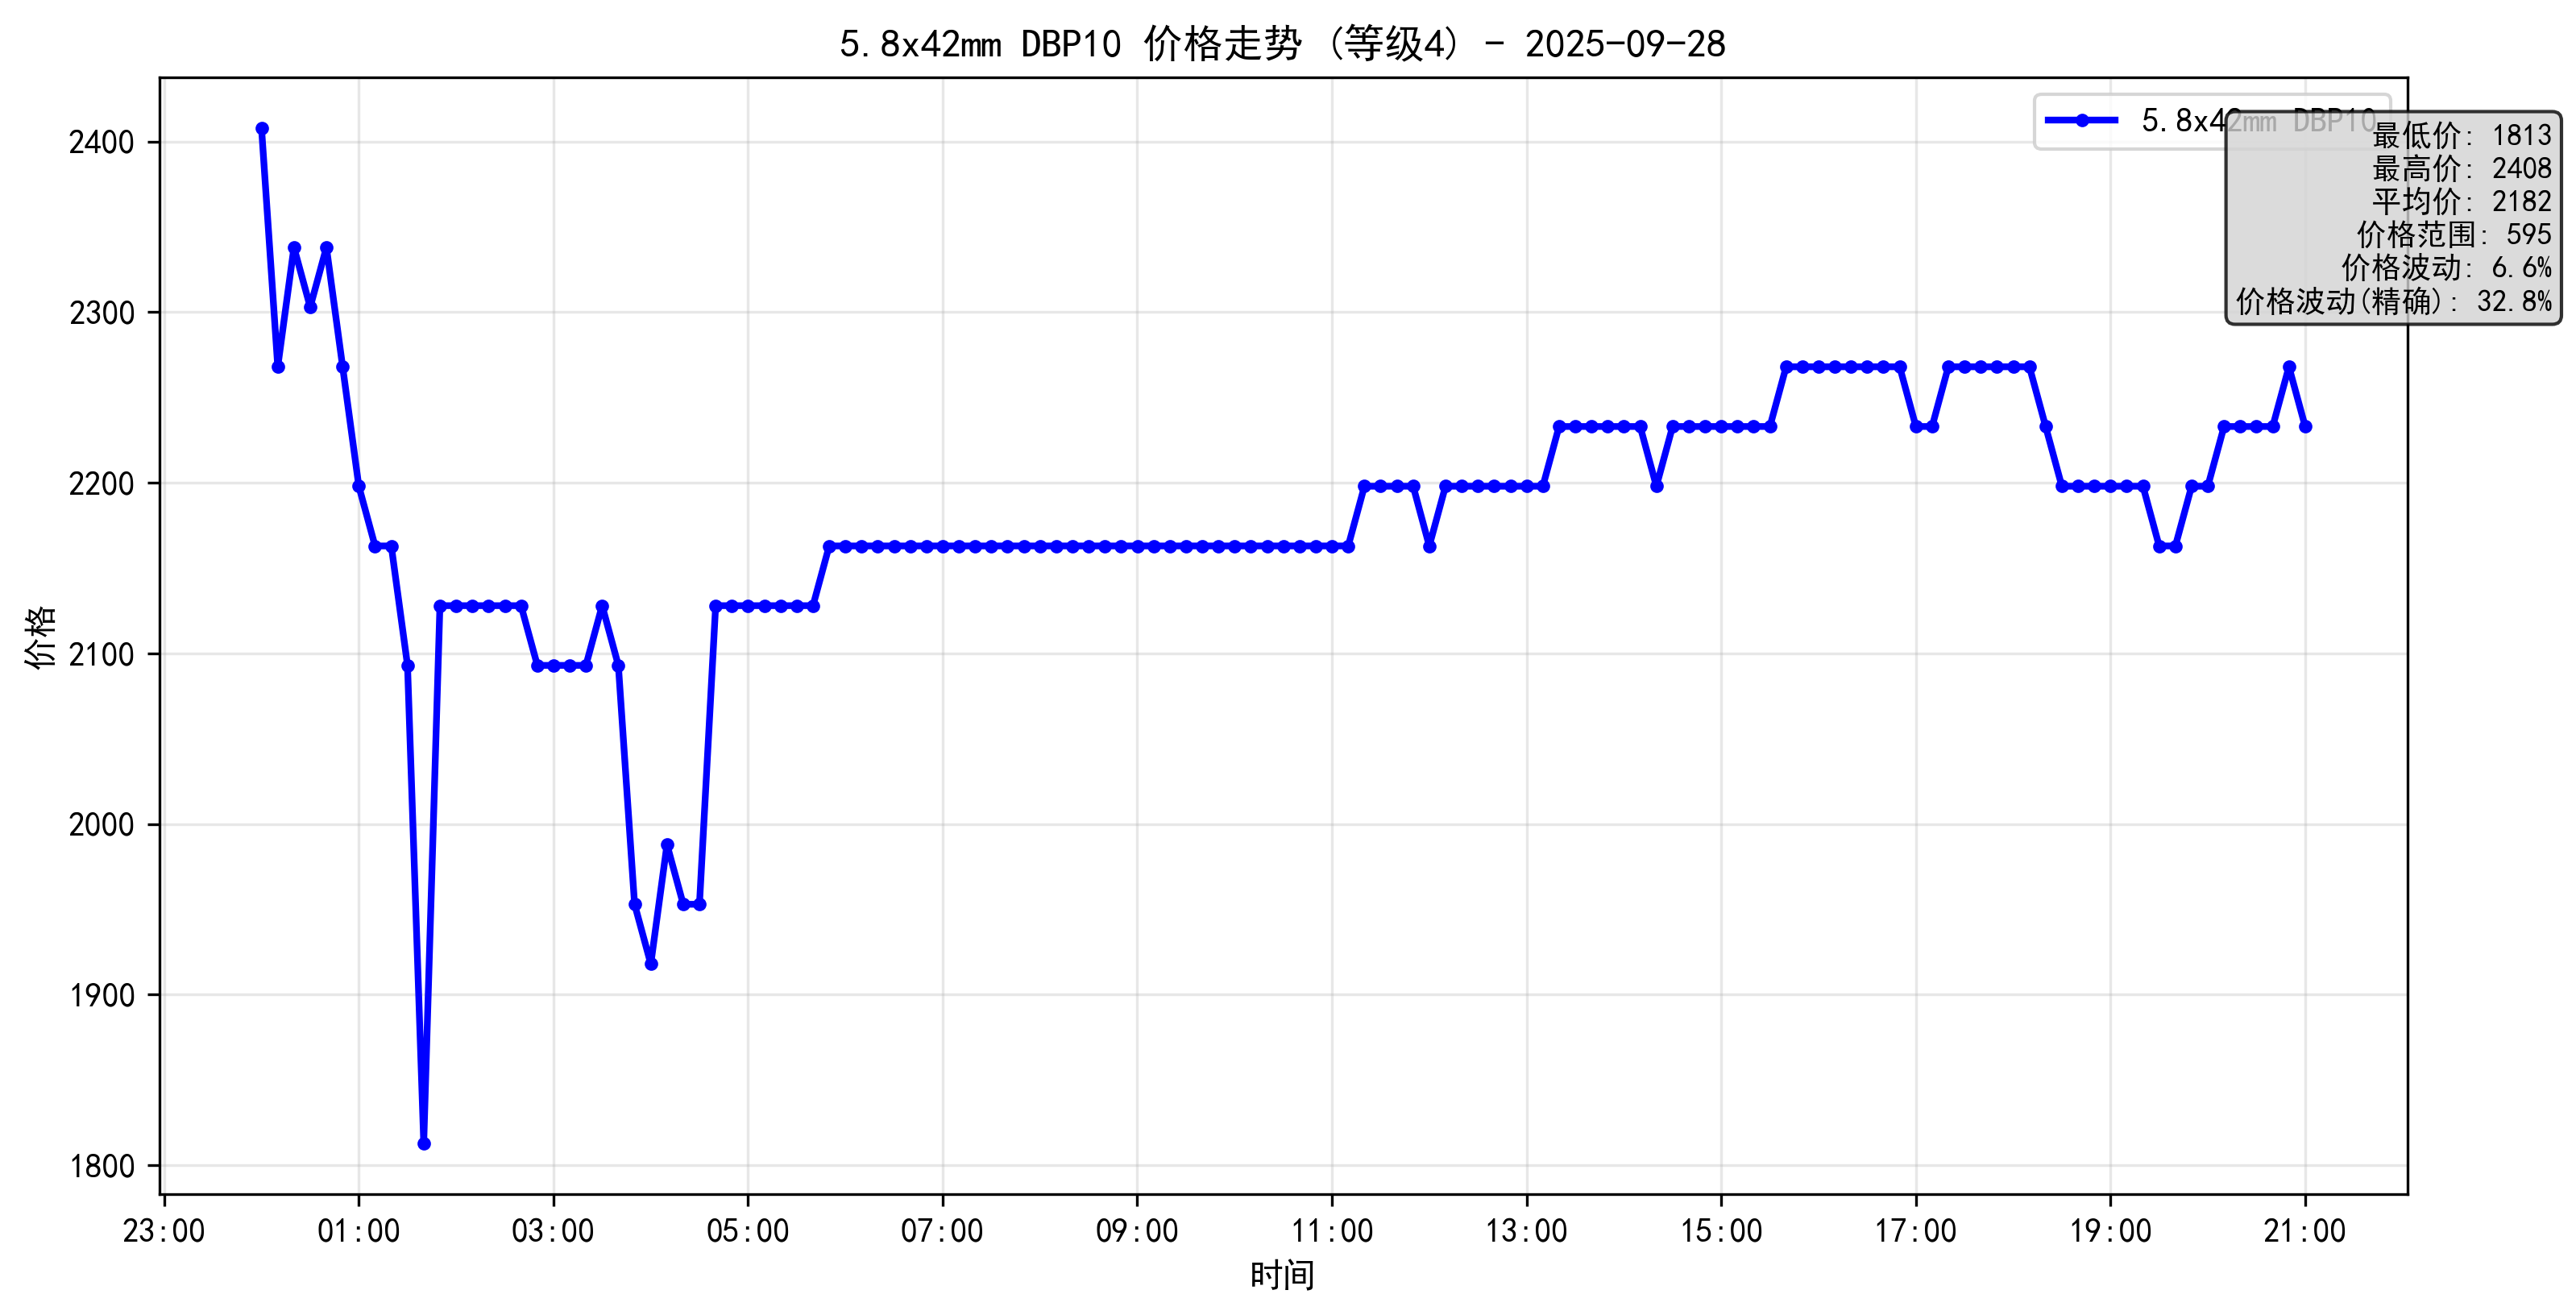 5.8x42mm DBP10 价格走势 (等级4) - 2025-09-28
5.8x42mm DBP10
最低价: 1813
最高价: 2408
平均价: 2182
价格范围: 595
价格波动: 6.6%
价格波动(精确): 32.8%
价格
2400
2300
2200
2100
2000
1900
1800
23:00 01:00 03:00 05:00 07:00 09:00 11:00 13:00 15:00 17:00 19:00 21:00
时间